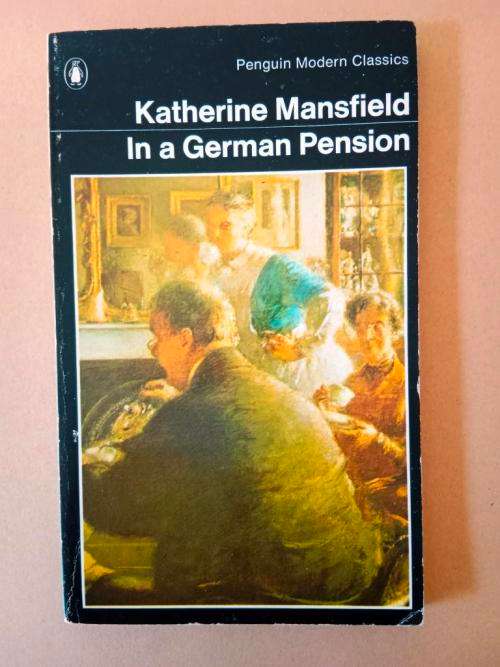 Penguin Modern Classics
Katherine Mansfield
In a German Pension